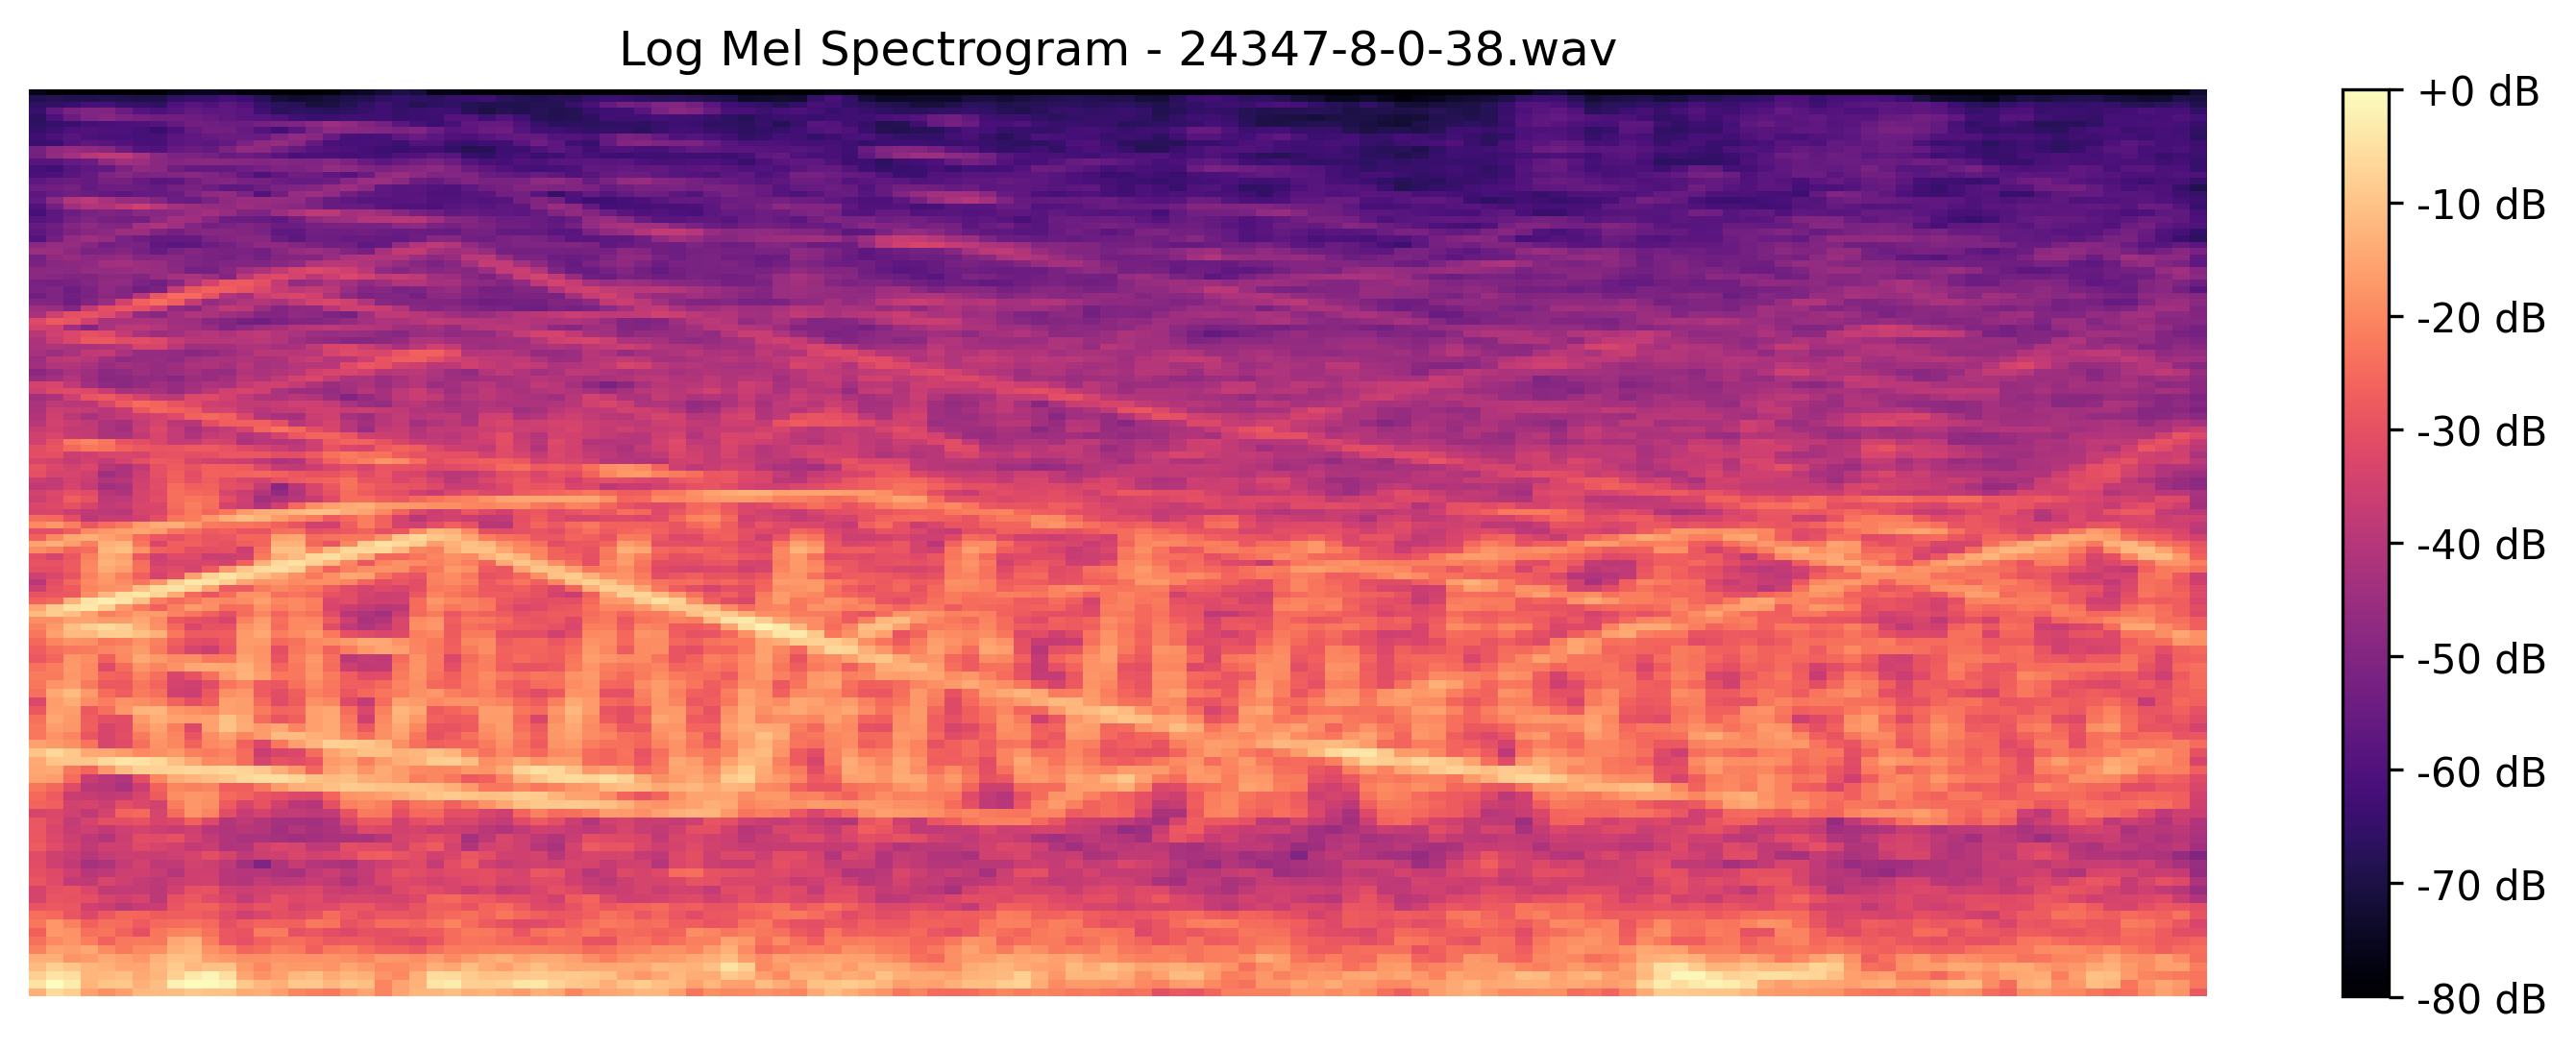 Log Mel Spectrogram - 24347-8-0-38.wav
+0 dB
-10 dB
-20 dB
-30 dB
-40 dB
-50 dB
-60 dB
-70 dB
-80 dB